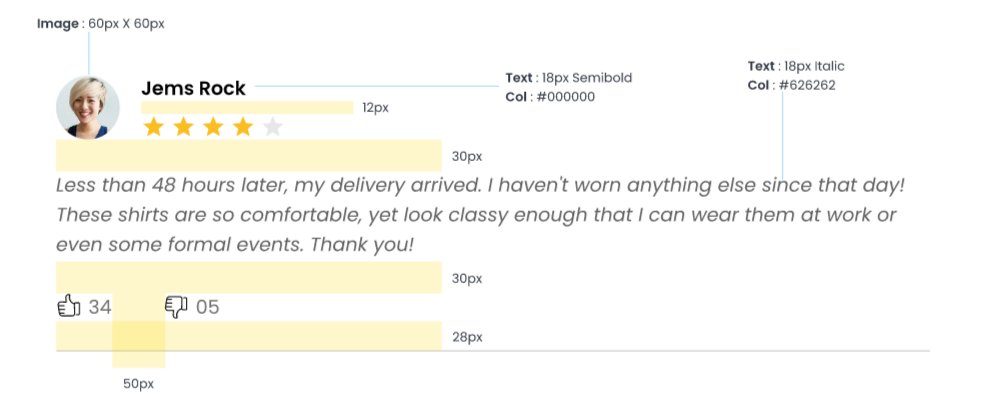 Image : 60px X 60px
Text : 18px Italic
Col : #626262
Text : 18px Semibold
Col : #000000
Jems Rock
12px
30px
Less than 48 hours later, my delivery arrived. I haven't worn anything else since that day!
These shirts are so comfortable, yet look classy enough that I can wear them at work or
even some formal events. Thank you!
30px
34 05
28px
50px